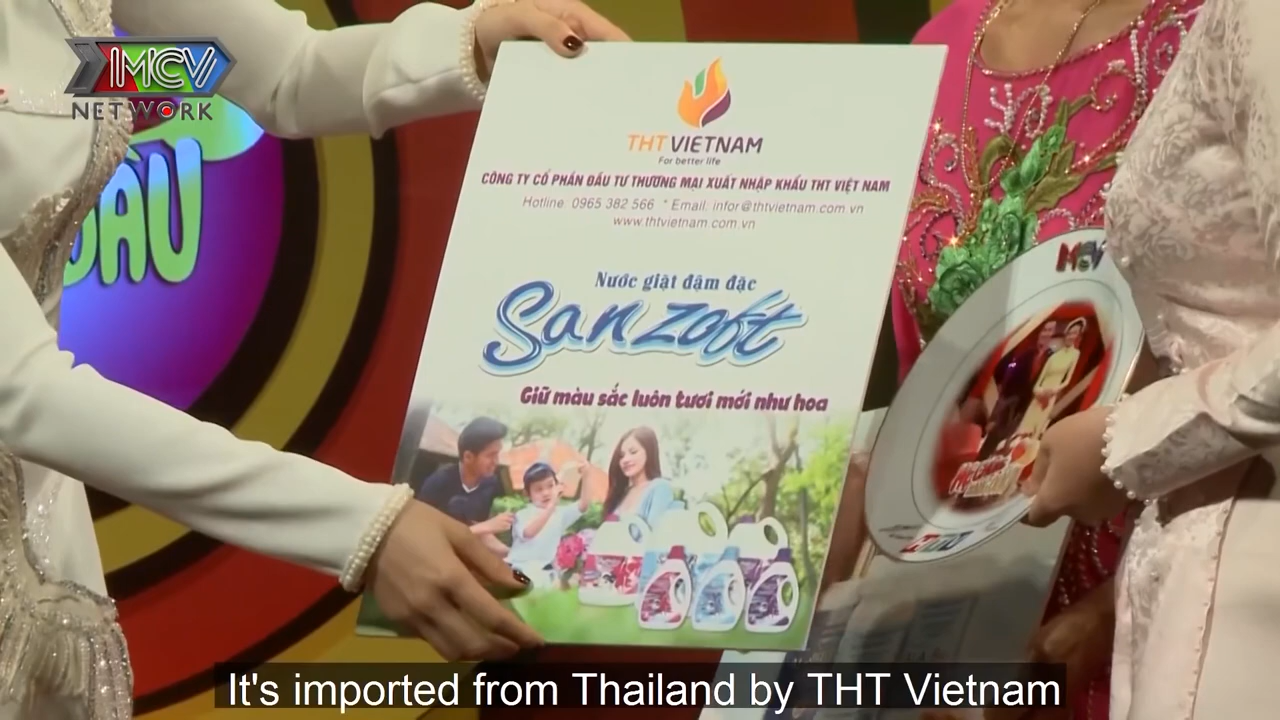 MCV
NETWORK
DÂU
THT VIETNAM
For better life
CÔNG TY CỔ PHẦN ĐẦU TƯ THƯƠNG MẠI XUẤT NHẬP KHẨU THT VIỆT NAM
Hotline: 0965 382 566 * Email: infor@thtvietnam.com.vn
www.thtvietnam.com.vn
Nước giặt đậm đặc
Sanzoft
Giữ màu sắc luôn tươi mới như hoa
MCV
It's imported from Thailand by THT Vietnam